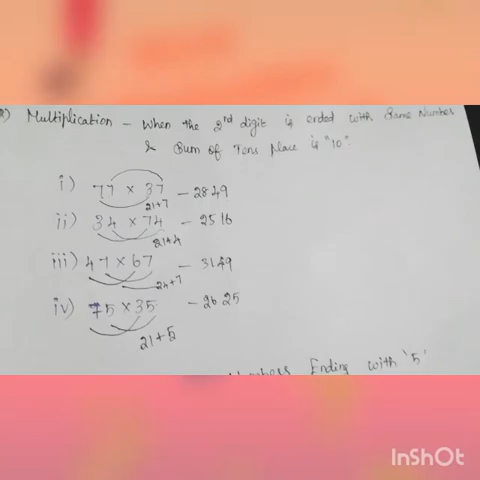 Multiplication - When the 2nd digit is ended with Same Number
& Sum of Tens place is "10".
i) 77 × 37 - 2849
21+7
ii) 34 × 74 - 2516
21+4
iii) 47 × 67 - 3149
24+7
iv) 75 × 35 - 2625
21+5
Ending with '5'
InShOt